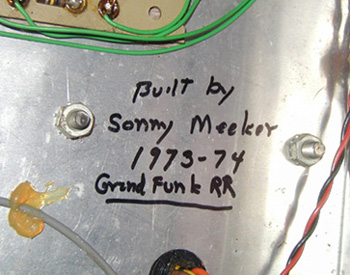 Built by
Sonny Meeker
1973-74
Grand Funk RR